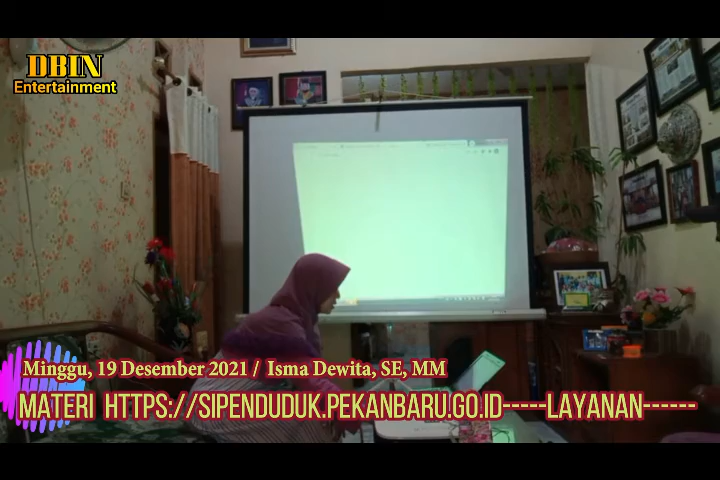 DBIN
Entertainment
Minggu, 19 Desember 2021 / Isma Dewita, SE, MM
MATERI HTTPS://SIPENDUDUK.PEKANBARU.GO.ID-----LAYANAN------